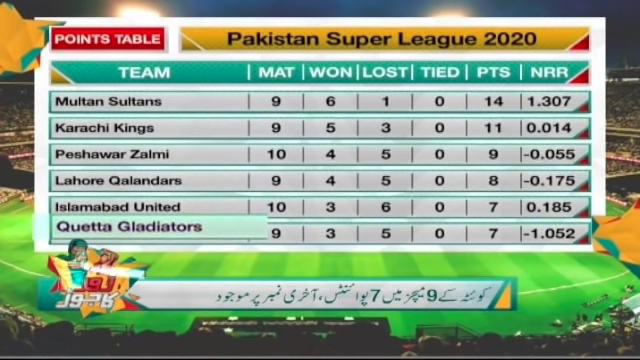 POINTS TABLE
Pakistan Super League 2020
TEAM MAT WON LOST TIED PTS NRR
Multan Sultans 9 6 1 0 14 1.307
Karachi Kings 9 5 3 0 11 0.014
Peshawar Zalmi 10 4 5 0 9 -0.055
Lahore Qalandars 9 4 5 0 8 -0.175
Islamabad United 10 3 6 0 7 0.185
Quetta Gladiators 9 3 5 0 7 -1.052
کوئٹہ کے 9 میچز میں 7 پوائنٹس، آخری نمبر پر موجود
کا جوڑ